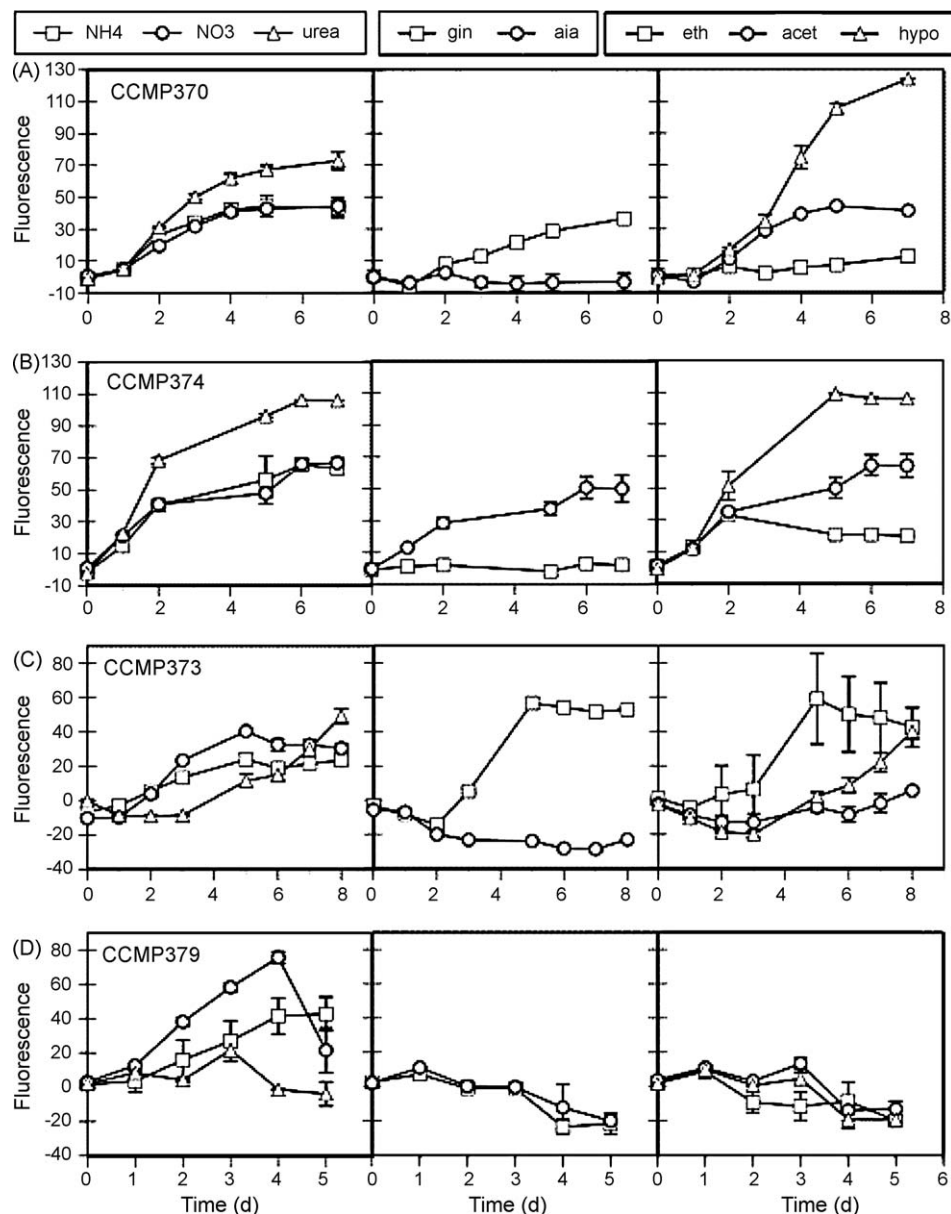 NH4 NO3 urea gin aia eth acet hypo
(A)
CCMP370
Fluorescence
130
110
90
70
50
30
10
-10
0 2 4 6 0 2 4 6 0 2 4 6 8
(B)
CCMP374
Fluorescence
130
110
90
70
50
30
10
-10
0 2 4 6 0 2 4 6 0 2 4 6 8
(C)
CCMP373
Fluorescence
80
60
40
20
0
-20
-40
0 2 4 6 8 0 2 4 6 8 0 2 4 6 8
(D)
CCMP379
Fluorescence
80
60
40
20
0
-20
-40
0 1 2 3 4 5 0 1 2 3 4 5 0 1 2 3 4 5 6
Time (d) Time (d) Time (d)